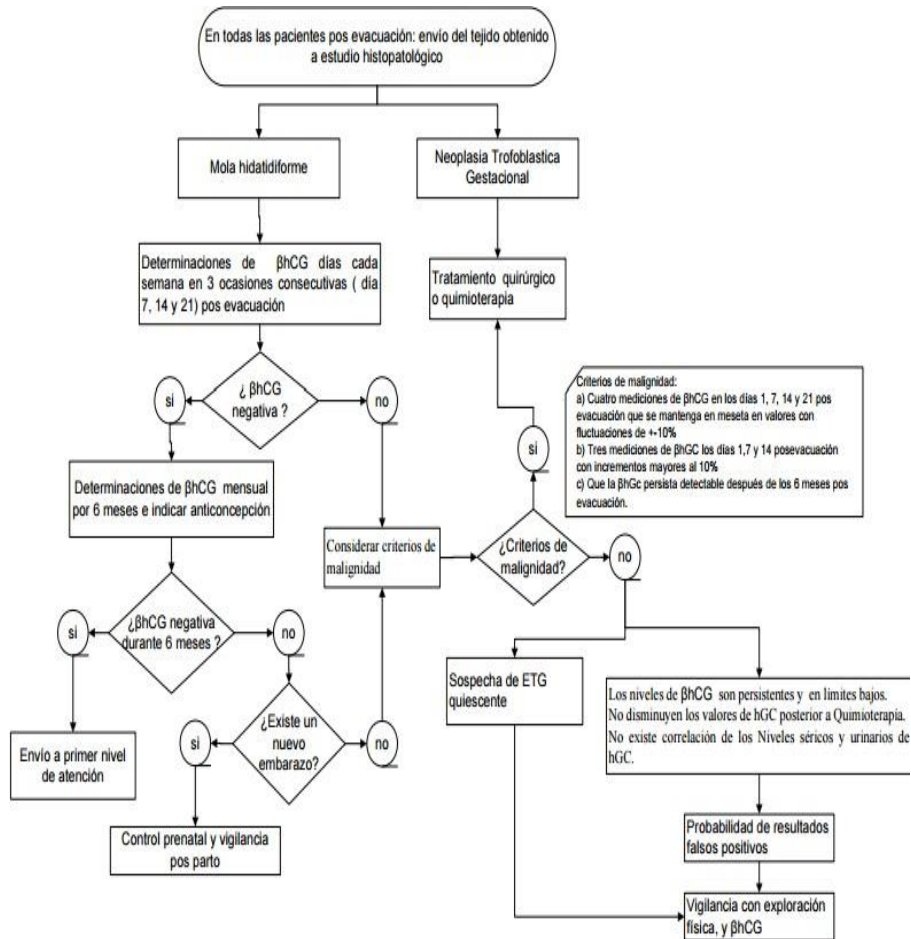 En todas las pacientes pos evacuación: envío del tejido obtenido
a estudio histopatológico
Mola hidatidiforme
Neoplasia Trofoblastica
Gestacional
Determinaciones de βhCG días cada
semana en 3 ocasiones consecutivas ( día
7, 14 y 21) pos evacuación
Tratamiento quirúrgico
o quimioterapia
¿ βhCG
negativa ?
si
no
Criterios de malignidad:
a) Cuatro mediciones de βhCG en los días 1, 7, 14 y 21 pos
evacuación que se mantenga en meseta en valores con
fluctuaciones de +-10%
b) Tres mediciones de βhGC los días 1,7 y 14 posevacuación
con incrementos mayores al 10%
c) Que la βhGc persista detectable después de los 6 meses pos
evacuación.
si
Determinaciones de βhCG mensual
por 6 meses e indicar anticoncepción
Considerar criterios de
malignidad
¿Criterios de
malignidad?
no
¿βhCG negativa
durante 6 meses ?
si
no
Sospecha de ETG
quiescente
Los niveles de βhCG son persistentes y en limites bajos.
No disminuyen los valores de hGC posterior a Quimioterapía.
No existe correlación de los Niveles séricos y urinarios de
hGC.
¿Existe un
nuevo
embarazo?
si
no
Envío a primer nivel
de atención
Control prenatal y vigilancia
pos parto
Probabilidad de resultados
falsos positivos
Vigilancia con exploración
física, y βhCG